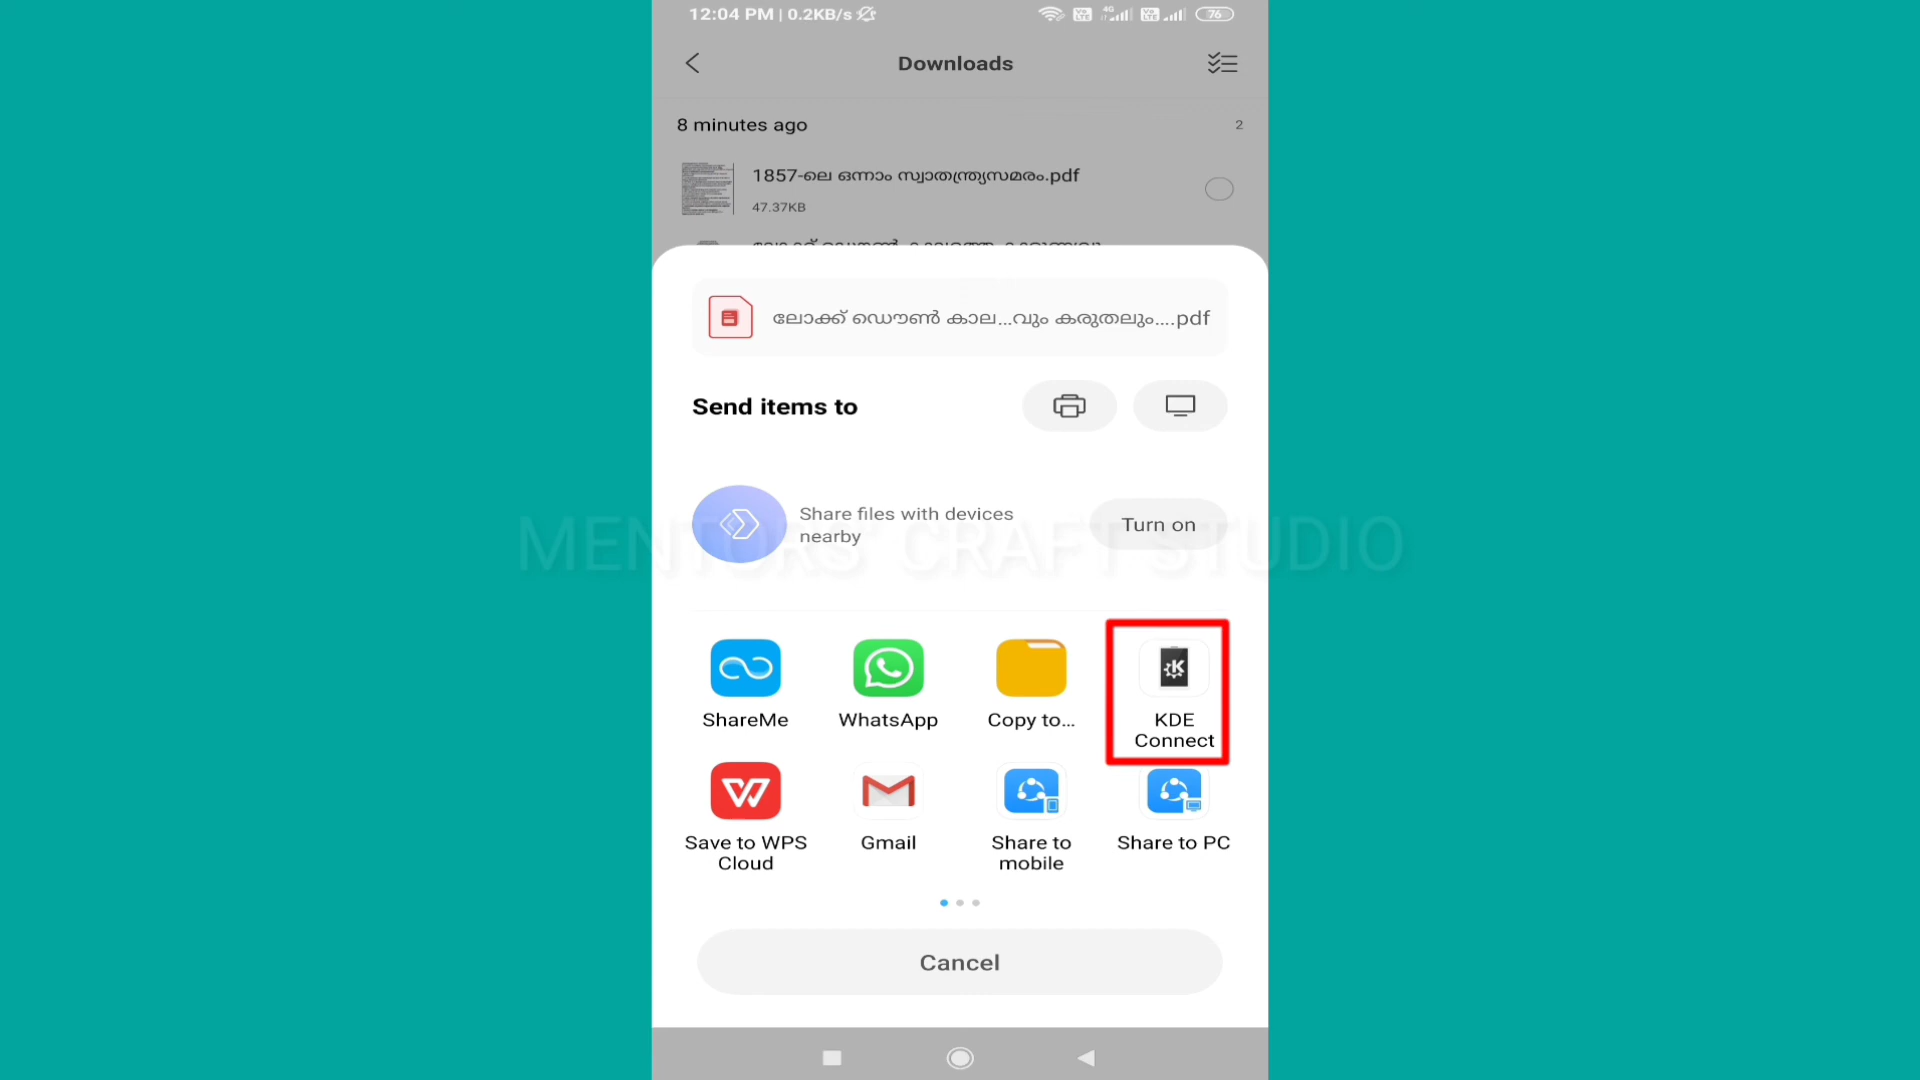 12:04 PM | 0.2KB/s
4G
76
Downloads
8 minutes ago
2
1857-ലെ ഒന്നാം സ്വാതന്ത്ര്യസമരം.pdf
47.37KB
ലോക്ക് ഡൌൺ കാല...വും കരുതലും....pdf
Send items to
Share files with devices
nearby
Turn on
MENTORS' CRAFT STUDIO
ShareMe
WhatsApp
Copy to...
KDE
Connect
Save to WPS
Cloud
Gmail
Share to
mobile
Share to PC
Cancel